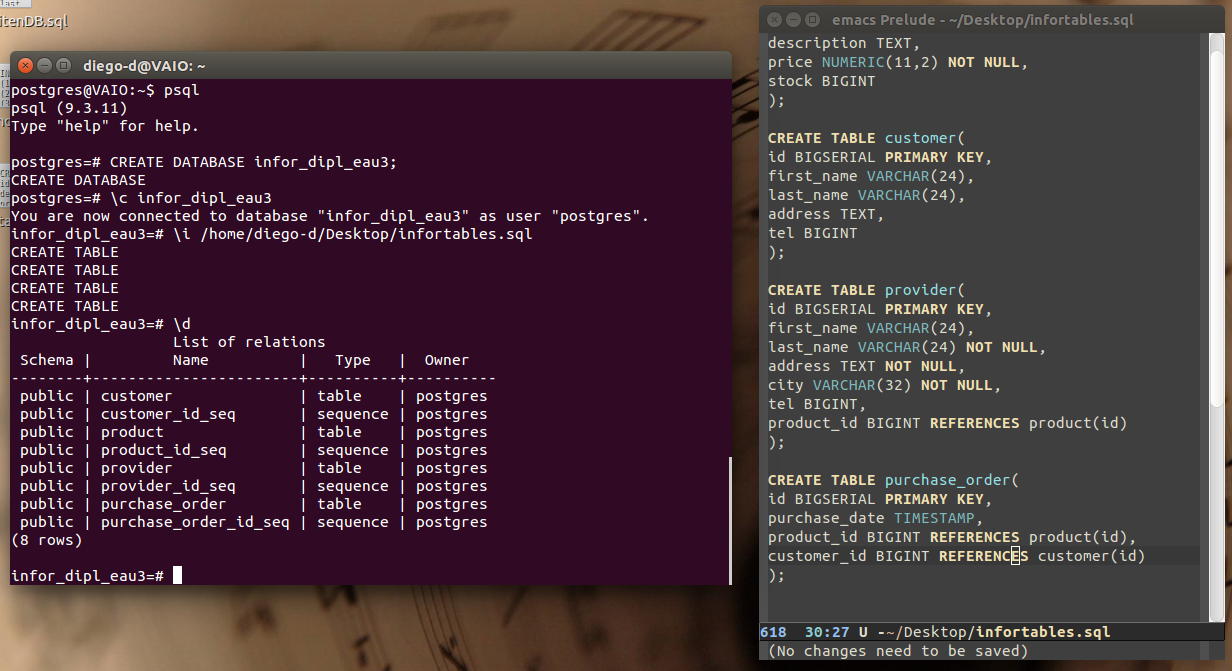 itenDB.sql
diego-d@VAIO: ~
postgres@VAIO:~$ psql
psql (9.3.11)
Type "help" for help.
postgres=# CREATE DATABASE infor_dipl_eau3;
CREATE DATABASE
postgres=# \c infor_dipl_eau3
You are now connected to database "infor_dipl_eau3" as user "postgres".
infor_dipl_eau3=# \i /home/diego-d/Desktop/infortables.sql
CREATE TABLE
CREATE TABLE
CREATE TABLE
CREATE TABLE
infor_dipl_eau3=# \d
List of relations
Schema | Name | Type | Owner
--------+-----------------------+----------+----------
public | customer | table | postgres
public | customer_id_seq | sequence | postgres
public | product | table | postgres
public | product_id_seq | sequence | postgres
public | provider | table | postgres
public | provider_id_seq | sequence | postgres
public | purchase_order | table | postgres
public | purchase_order_id_seq | sequence | postgres
(8 rows)
infor_dipl_eau3=#
emacs Prelude - ~/Desktop/infortables.sql
description TEXT,
price NUMERIC(11,2) NOT NULL,
stock BIGINT
);
CREATE TABLE customer(
id BIGSERIAL PRIMARY KEY,
first_name VARCHAR(24),
last_name VARCHAR(24),
address TEXT,
tel BIGINT
);
CREATE TABLE provider(
id BIGSERIAL PRIMARY KEY,
first_name VARCHAR(24),
last_name VARCHAR(24) NOT NULL,
address TEXT NOT NULL,
city VARCHAR(32) NOT NULL,
tel BIGINT,
product_id BIGINT REFERENCES product(id)
);
CREATE TABLE purchase_order(
id BIGSERIAL PRIMARY KEY,
purchase_date TIMESTAMP,
product_id BIGINT REFERENCES product(id),
customer_id BIGINT REFERENCES customer(id)
);
618 30:27 U -~/Desktop/infortables.sql
(No changes need to be saved)